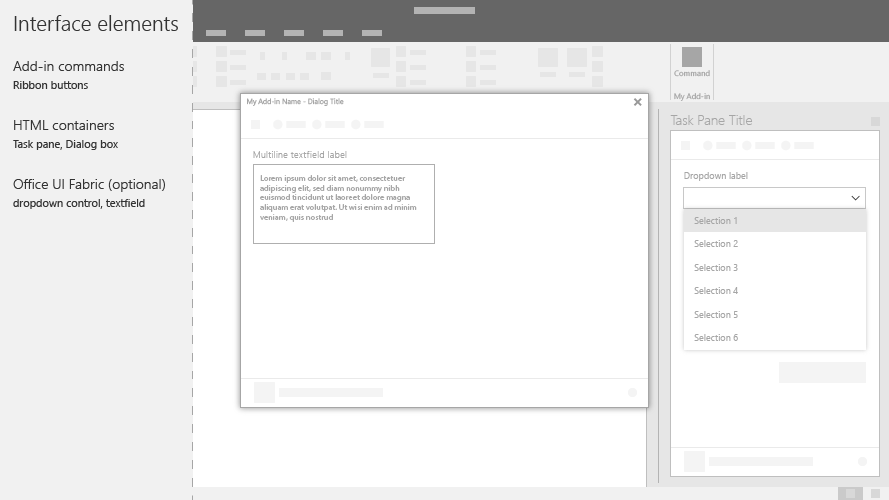 Interface elements
Add-in commands
Ribbon buttons
HTML containers
Task pane, Dialog box
Office UI Fabric (optional)
dropdown control, textfield
Command
My Add-in
My Add-in Name - Dialog Title
Multiline textfield label
Lorem ipsum dolor sit amet, consectetuer
adipiscing elit, sed diam nonummy nibh
euismod tincidunt ut laoreet dolore magna
aliquam erat volutpat. Ut wisi enim ad minim
veniam, quis nostrud
Task Pane Title
Dropdown label
Selection 1
Selection 2
Selection 3
Selection 4
Selection 5
Selection 6